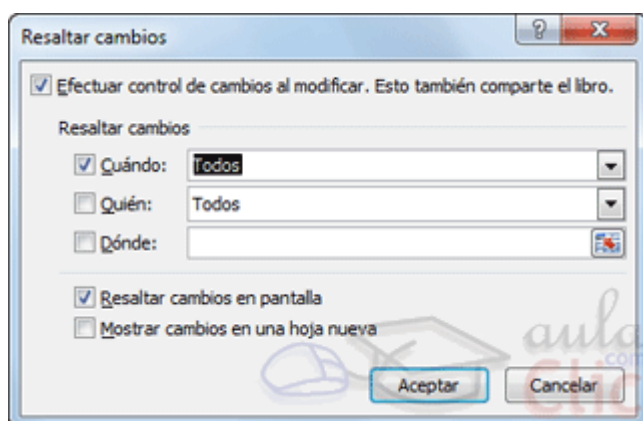 Resaltar cambios
Efectuar control de cambios al modificar. Esto también comparte el libro.
Resaltar cambios
Cuándo: Todos
Quién: Todos
Dónde:
Resaltar cambios en pantalla
Mostrar cambios en una hoja nueva
aula
.com
Clic
Aceptar Cancelar